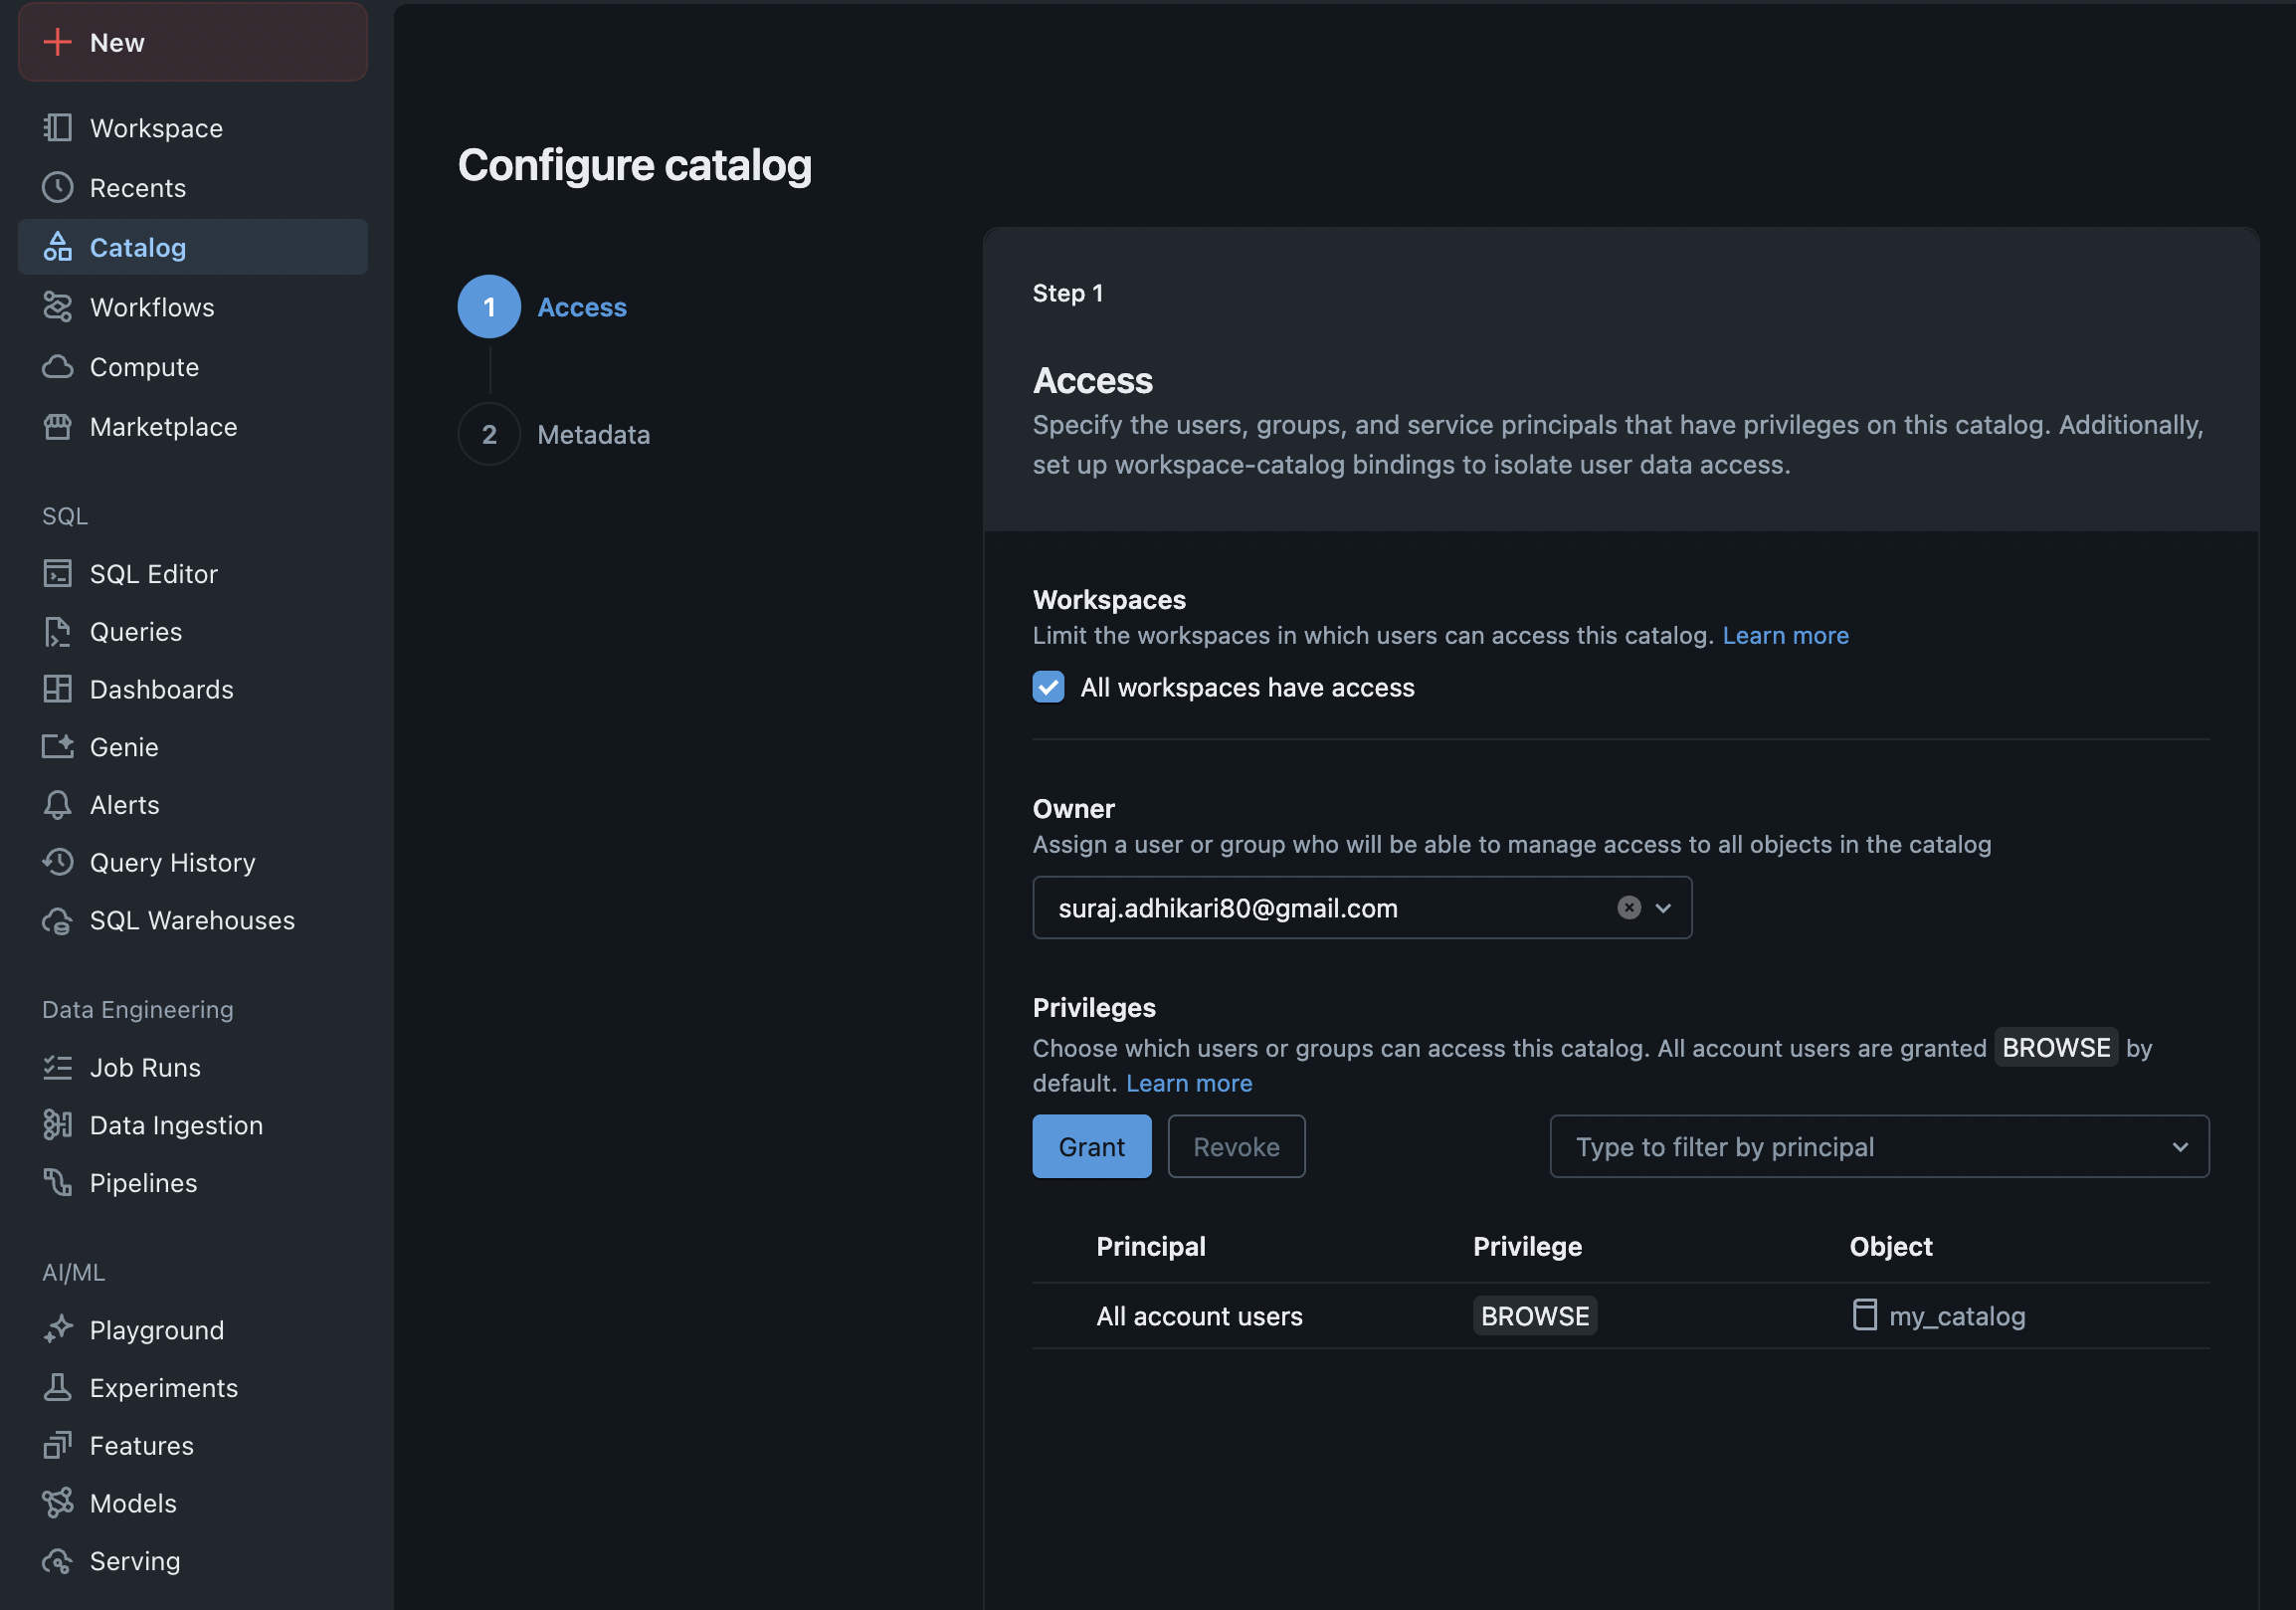 New
Workspace
Recents
Catalog
Workflows
Compute
Marketplace
SQL
SQL Editor
Queries
Dashboards
Genie
Alerts
Query History
SQL Warehouses
Data Engineering
Job Runs
Data Ingestion
Pipelines
AI/ML
Playground
Experiments
Features
Models
Serving
Configure catalog
1 Access
2 Metadata
Step 1
Access
Specify the users, groups, and service principals that have privileges on this catalog. Additionally,
set up workspace-catalog bindings to isolate user data access.
Workspaces
Limit the workspaces in which users can access this catalog. Learn more
All workspaces have access
Owner
Assign a user or group who will be able to manage access to all objects in the catalog
suraj.adhikari80@gmail.com
Privileges
Choose which users or groups can access this catalog. All account users are granted BROWSE by
default. Learn more
Grant Revoke Type to filter by principal
Principal Privilege Object
All account users BROWSE my_catalog